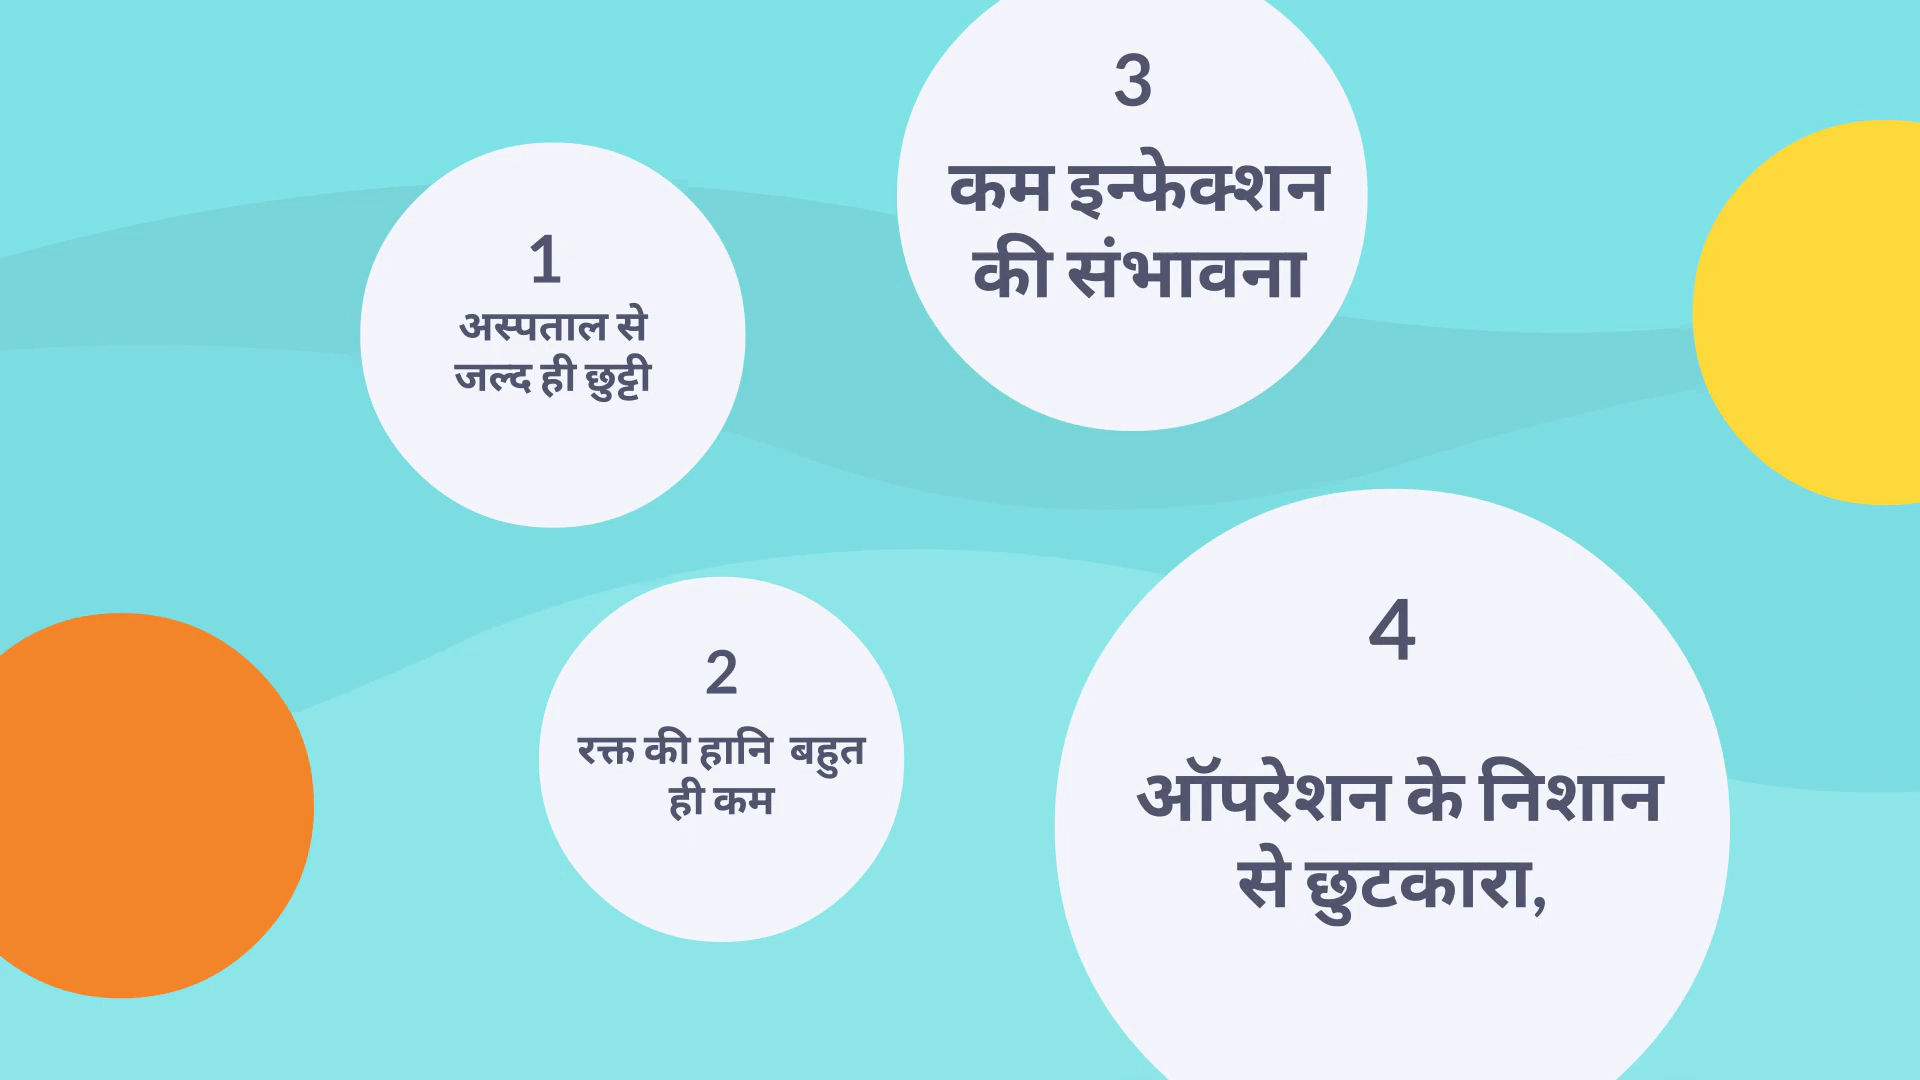 1
अस्पताल से
जल्द ही छुट्टी
2
रक्त की हानि  बहुत
ही कम
3
कम इन्फेक्शन
की संभावना
4
ऑपरेशन के निशान
से छुटकारा,